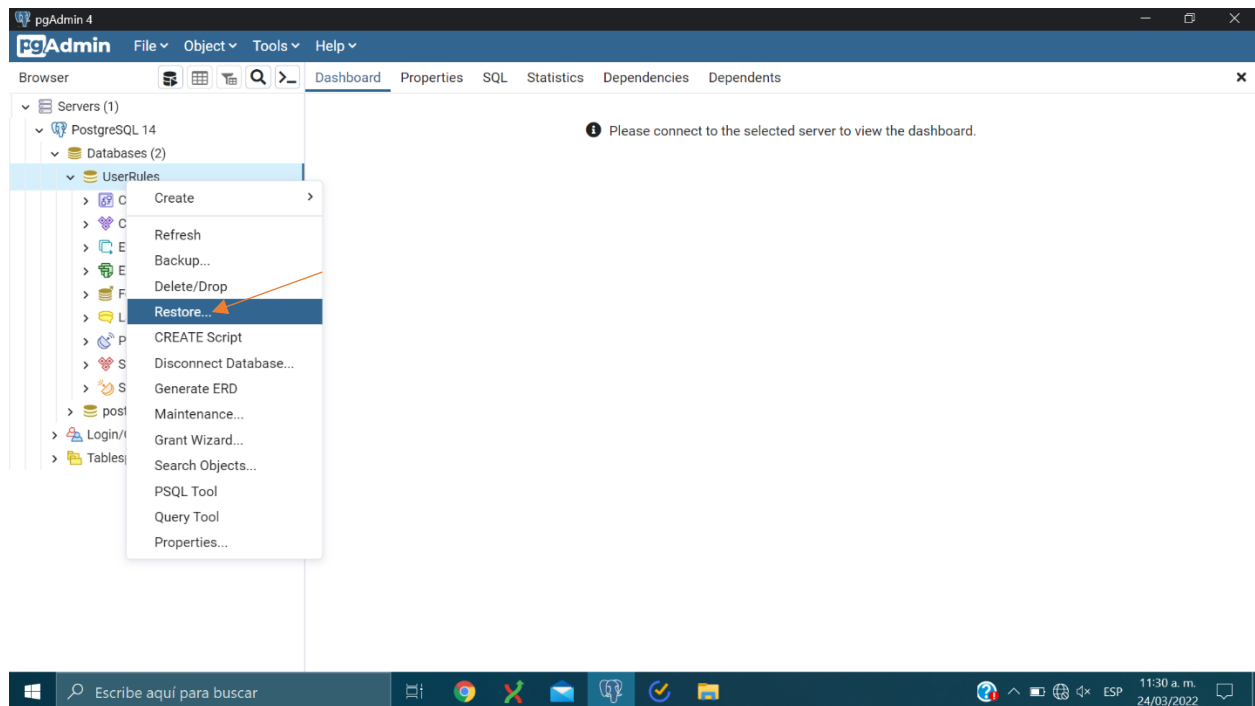 pgAdmin 4
pgAdmin File Object Tools Help
Browser
Dashboard Properties SQL Statistics Dependencies Dependents
Servers (1)
PostgreSQL 14
Databases (2)
UserRules
C
C
E
E
F
L
P
S
S
post
Login/
Tables
Create
Refresh
Backup...
Delete/Drop
Restore...
CREATE Script
Disconnect Database...
Generate ERD
Maintenance...
Grant Wizard...
Search Objects...
PSQL Tool
Query Tool
Properties...
Please connect to the selected server to view the dashboard.
Escribe aquí para buscar
ESP
11:30 a. m.
24/03/2022